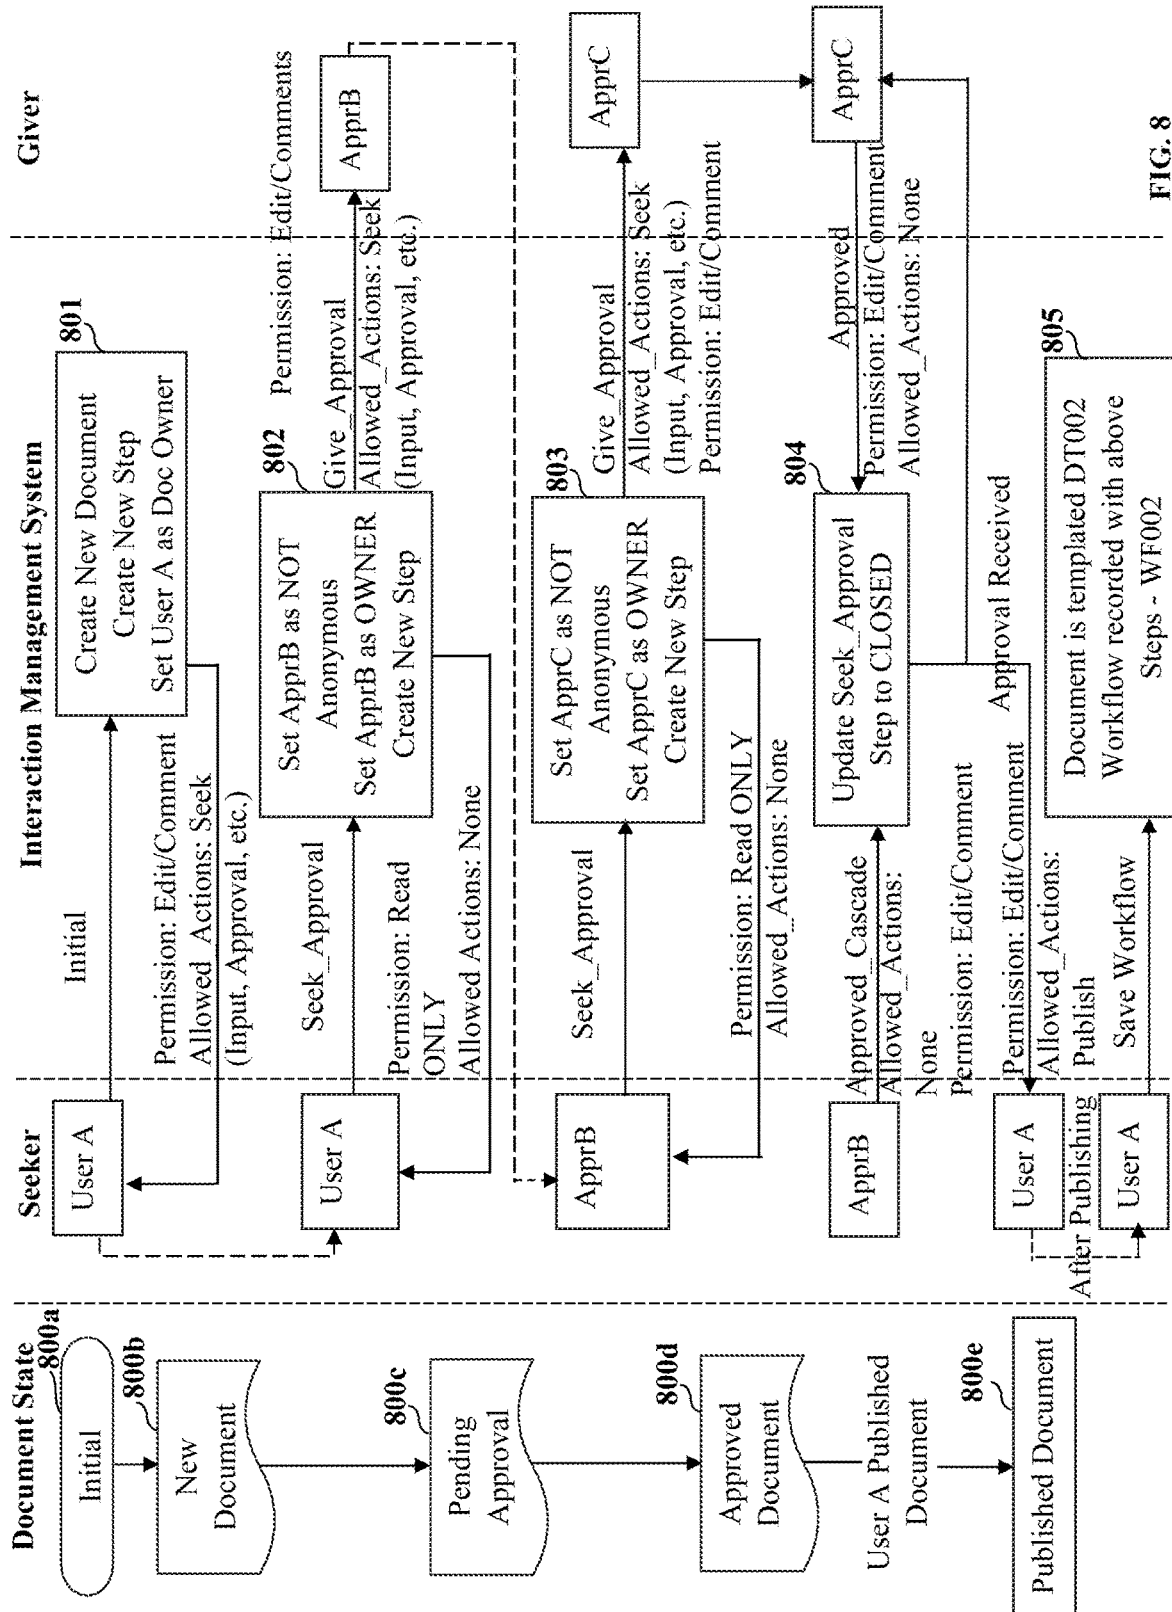 Document State
Seeker
Interaction Management System
Giver
800a
Initial
800b
New
Document
800c
Pending
Approval
800d
Approved
Document
User A Published
Document
800e
Published Document
User A
Initial
801
Create New Document
Create New Step
Set User A as Doc Owner
Permission: Edit/Comment
Allowed_Actions: Seek
(Input, Approval, etc.)
User A
Seek_Approval
802
Set ApprB as NOT
Anonymous
Set ApprB as OWNER
Create New Step
Permission: Read
ONLY
Allowed Actions: None
Permission: Edit/Comments
Give_Approval
Allowed_Actions: Seek
(Input, Approval, etc.)
ApprB
ApprB
Seek_Approval
803
Set ApprC as NOT
Anonymous
Set ApprC as OWNER
Create New Step
Permission: Read ONLY
Allowed_Actions: None
Give_Approval
Allowed_Actions: Seek
(Input, Approval, etc.)
Permission: Edit/Comment
ApprC
ApprB
Approved_Cascade
Allowed_Actions:
None
Permission: Edit/Comment
804
Update Seek_Approval
Step to CLOSED
Approved
Permission: Edit/Comment
Allowed_Actions: None
ApprC
Approval Received
User A
Permission: Edit/Comment
Allowed_Actions:
Publish
After Publishing
User A
Save Workflow
805
Document is templated DT002
Workflow recorded with above
Steps - WF002
FIG. 8